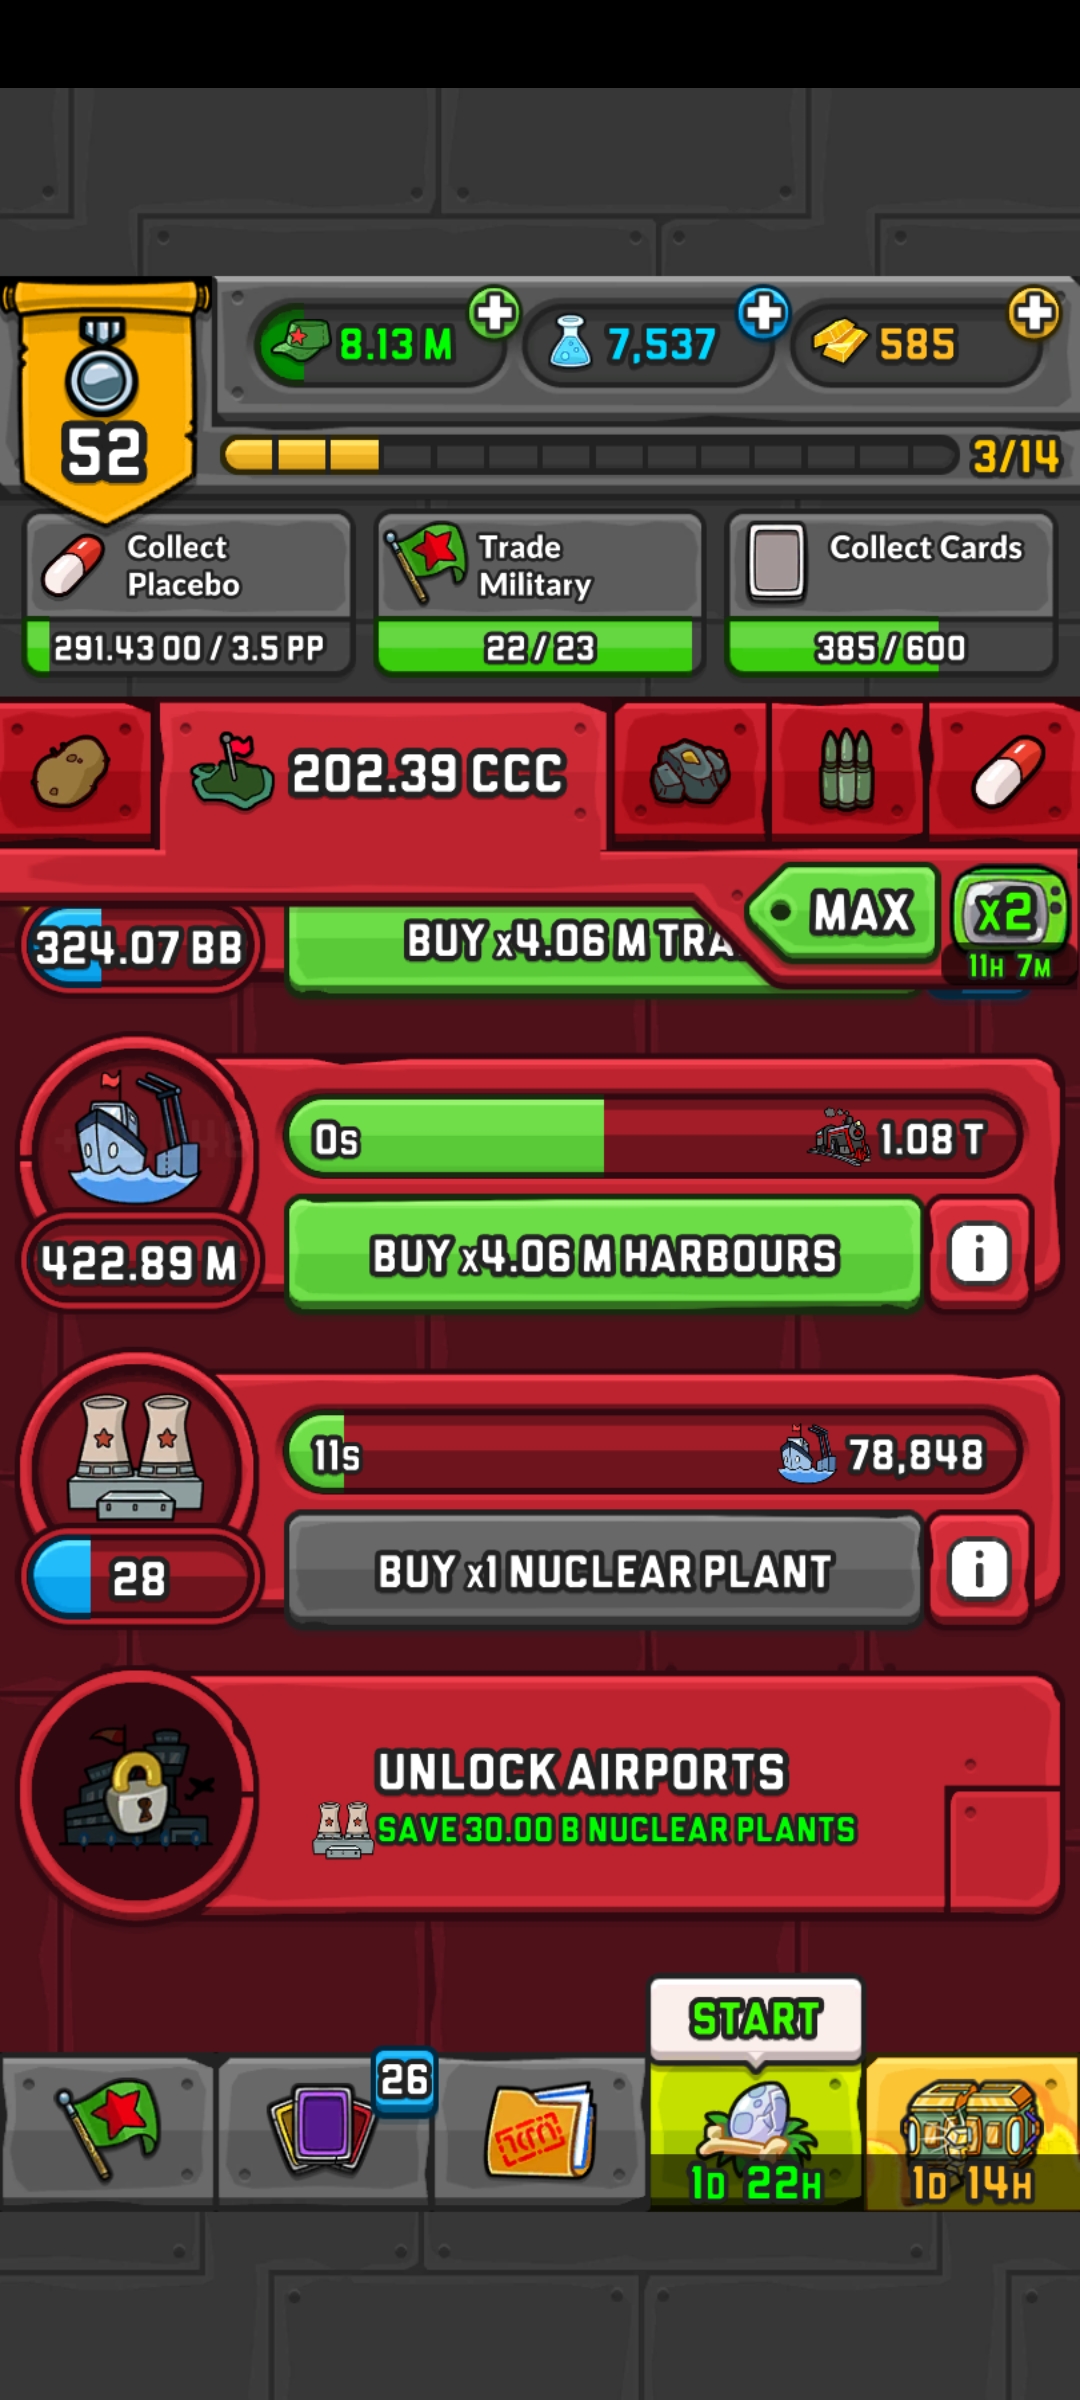 8.13 M
7,537
585
52
3/14
Collect
Placebo
291.43 OO / 3.5 PP
Trade
Military
22 / 23
Collect Cards
385 / 600
202.39 CCC
MAX
x2
11H 7M
324.07 BB
BUY x4.06 M TRA
0s
1.08 T
422.89 M
BUY x4.06 M HARBOURS
i
11s
78,848
28
BUY x1 NUCLEAR PLANT
i
UNLOCK AIRPORTS
SAVE 30.00 B NUCLEAR PLANTS
START
26
1D 22H
1D 14H